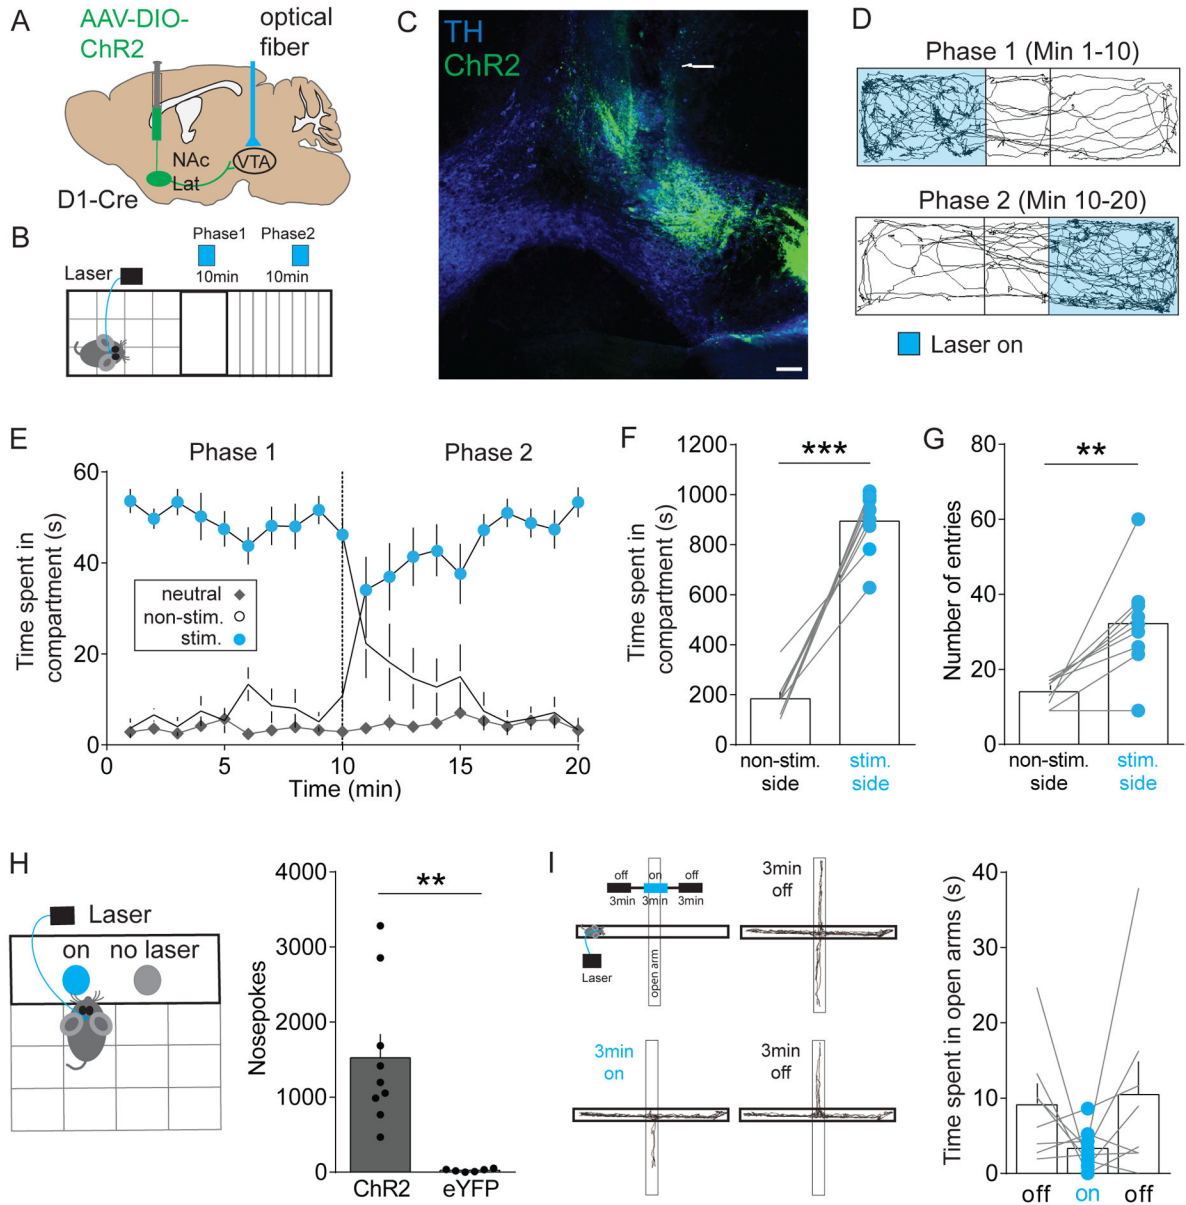 A
AAV-DIO-
ChR2
optical
fiber
NAc
Lat
VTA
D1-Cre
B
Phase1
Phase2
10min
10min
Laser
C
TH
ChR2
D
Phase 1 (Min 1-10)
Phase 2 (Min 10-20)
Laser on
E
Phase 1
Phase 2
Time spent in
compartment (s)
60
40
20
0
neutral
non-stim.
stim.
0
5
10
15
20
Time (min)
F
Time spent in
compartment (s)
1200
1000
800
600
400
200
0
***
non-stim.
side
stim.
side
G
Number of entries
80
60
40
20
0
**
non-stim.
side
stim.
side
H
Laser
on
no laser
Nosepokes
4000
3000
2000
1000
0
**
ChR2
eYFP
I
off
on
off
3min
3min
3min
Laser
open arm
3min
off
3min
on
3min
off
Time spent in open arms (s)
40
30
20
10
0
off
on
off